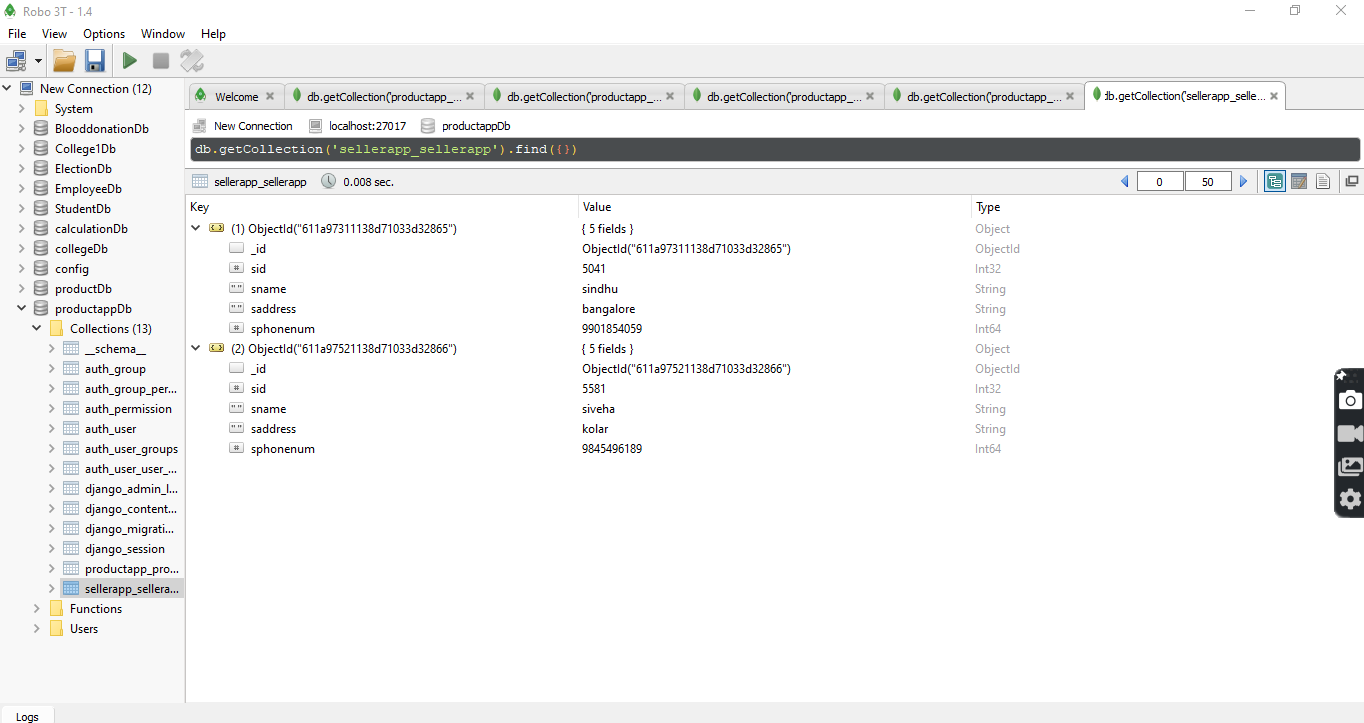 Robo 3T - 1.4
File View Options Window Help
New Connection (12)
System
BlooddonationDb
College1Db
ElectionDb
EmployeeDb
StudentDb
calculationDb
collegeDb
config
productDb
productappDb
Collections (13)
__schema__
auth_group
auth_group_per...
auth_permission
auth_user
auth_user_groups
auth_user_user_...
django_admin_l...
django_content...
django_migrati...
django_session
productapp_pro...
sellerapp_sellera...
Functions
Users
Welcome db.getCollection('productapp_... db.getCollection('productapp_... db.getCollection('productapp_... db.getCollection('productapp_... db.getCollection('sellerapp_selle...
New Connection localhost:27017 productappDb
db.getCollection('sellerapp_sellerapp').find({})
sellerapp_sellerapp 0.008 sec. 0 50
Key Value Type
(1) ObjectId("611a97311138d71033d32865") { 5 fields } Object
_id ObjectId("611a97311138d71033d32865") ObjectId
sid 5041 Int32
sname sindhu String
saddress bangalore String
sphonenum 9901854059 Int64
(2) ObjectId("611a97521138d71033d32866") { 5 fields } Object
_id ObjectId("611a97521138d71033d32866") ObjectId
sid 5581 Int32
sname siveha String
saddress kolar String
sphonenum 9845496189 Int64
Logs